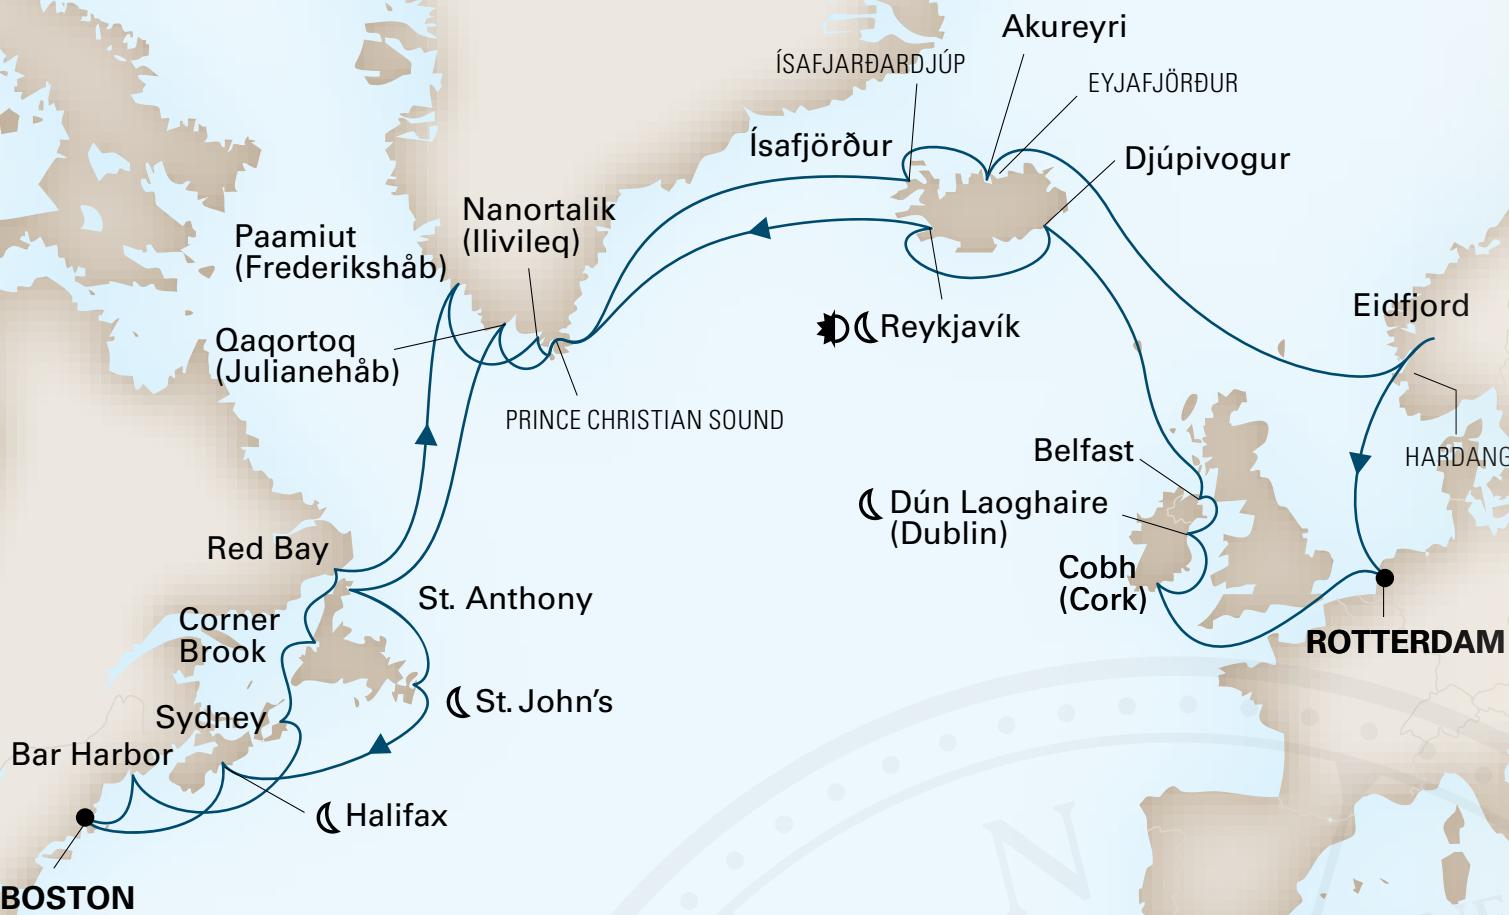 Akureyri
ÍSAFJARÐARDJÚP
EYJAFJÖRÐUR
Ísafjörður
Djúpivogur
Nanortalik
(Ilivileq)
Paamiut
(Frederikshåb)
Eidfjord
Reykjavík
Qaqortoq
(Julianehåb)
PRINCE CHRISTIAN SOUND
Belfast
HARDANG
Dún Laoghaire
(Dublin)
Red Bay
Cobh
(Cork)
St. Anthony
Corner
Brook
ROTTERDAM
St. John's
Sydney
Bar Harbor
Halifax
N
BOSTON